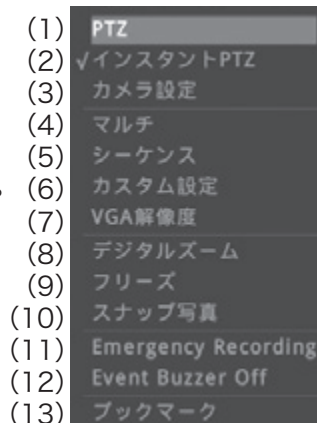 (1) PTZ
(2) √インスタントPTZ
(3) カメラ設定
(4) マルチ
(5) シーケンス
(6) カスタム設定
(7) VGA解像度
(8) デジタルズーム
(9) フリーズ
(10) スナップ写真
(11) Emergency Recording
(12) Event Buzzer Off
(13) ブックマーク